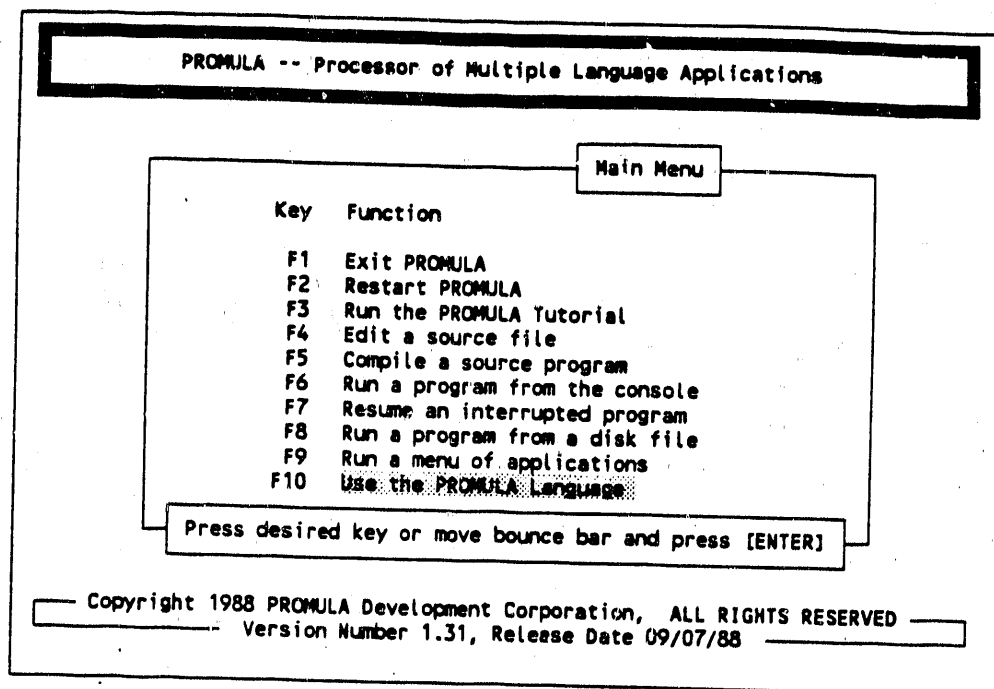 PROMULA -- Processor of Multiple Language Applications
Main Menu
Key Function
F1 Exit PROMULA
F2 Restart PROMULA
F3 Run the PROMULA Tutorial
F4 Edit a source file
F5 Compile a source program
F6 Run a program from the console
F7 Resume an interrupted program
F8 Run a program from a disk file
F9 Run a menu of applications
F10 Use the PROMULA Language
Press desired key or move bounce bar and press [ENTER]
Copyright 1988 PROMULA Development Corporation, ALL RIGHTS RESERVED
Version Number 1.31, Release Date 09/07/88